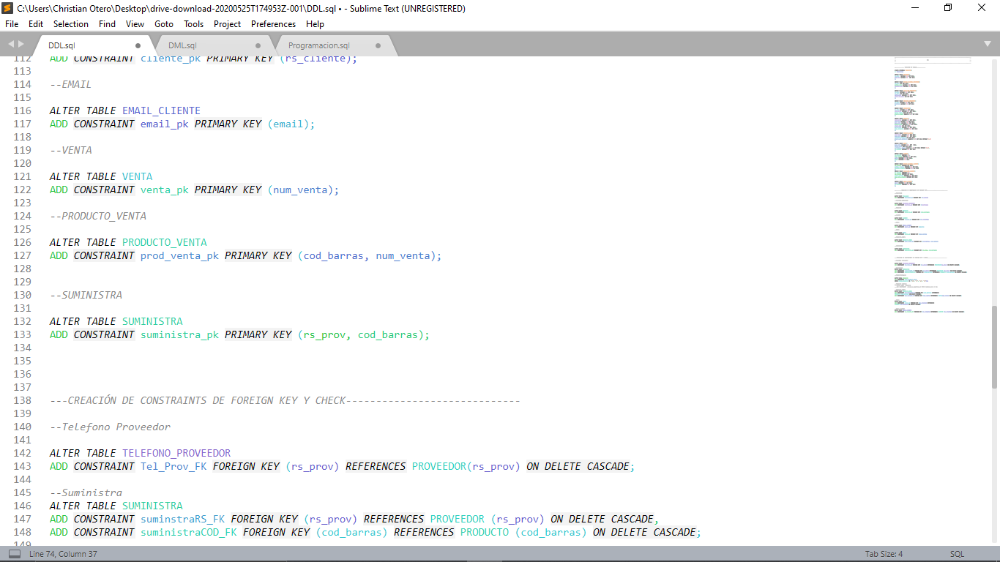 C:\Users\Christian Otero\Desktop\drive-download-20200525T174953Z-001\DDL.sql • - Sublime Text (UNREGISTERED)
File Edit Selection Find View Goto Tools Project Preferences Help
DDL.sql DML.sql Programacion.sql
112 ADD CONSTRAINT cliente_pk PRIMARY KEY (rs_cliente);
113
114 --EMAIL
115
116 ALTER TABLE EMAIL_CLIENTE
117 ADD CONSTRAINT email_pk PRIMARY KEY (email);
118
119 --VENTA
120
121 ALTER TABLE VENTA
122 ADD CONSTRAINT venta_pk PRIMARY KEY (num_venta);
123
124 --PRODUCTO_VENTA
125
126 ALTER TABLE PRODUCTO_VENTA
127 ADD CONSTRAINT prod_venta_pk PRIMARY KEY (cod_barras, num_venta);
128
129
130 --SUMINISTRA
131
132 ALTER TABLE SUMINISTRA
133 ADD CONSTRAINT suministra_pk PRIMARY KEY (rs_prov, cod_barras);
134
135
136
137
138 ---CREACIÓN DE CONSTRAINTS DE FOREIGN KEY Y CHECK-----------------------------
139
140 --Telefono Proveedor
141
142 ALTER TABLE TELEFONO_PROVEEDOR
143 ADD CONSTRAINT Tel_Prov_FK FOREIGN KEY (rs_prov) REFERENCES PROVEEDOR(rs_prov) ON DELETE CASCADE;
144
145 --Suministra
146 ALTER TABLE SUMINISTRA
147 ADD CONSTRAINT suminstraRS_FK FOREIGN KEY (rs_prov) REFERENCES PROVEEDOR (rs_prov) ON DELETE CASCADE,
148 ADD CONSTRAINT suministraCOD_FK FOREIGN KEY (cod_barras) REFERENCES PRODUCTO (cod_barras) ON DELETE CASCADE;
149
Line 74, Column 37 Tab Size: 4 SQL